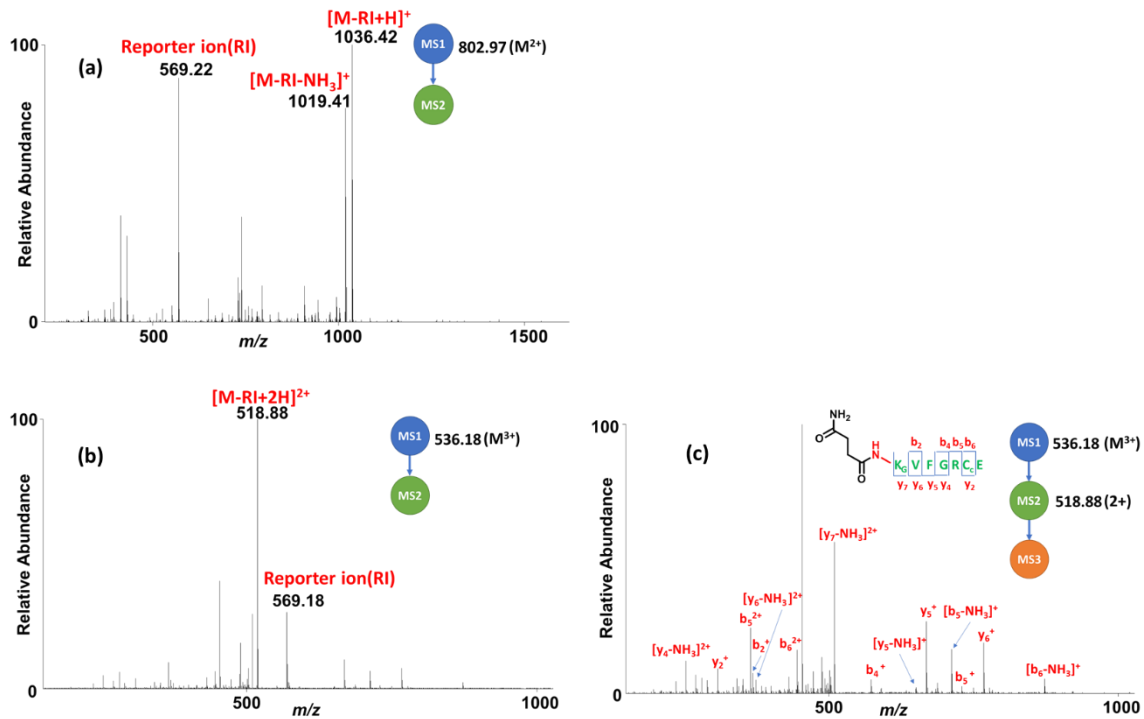 (a)
Relative Abundance
100
0
Reporter ion(RI)
569.22
[M-RI+H]⁺
1036.42
[M-RI-NH₃]⁺
1019.41
MS1
802.97 (M²⁺)
MS2
500
m/z
1000
1500
(b)
Relative Abundance
100
0
[M-RI+2H]²⁺
518.88
Reporter ion(RI)
569.18
MS1
536.18 (M³⁺)
MS2
500
m/z
1000
(c)
Relative Abundance
100
0
NH₂
O
H
N
O
b₂ b₄ b₅ b₆
K_G V F G R C_c E
y₇ y₆ y₅ y₄ y₂
MS1
536.18 (M³⁺)
MS2
518.88 (2+)
MS3
[y₇-NH₃]²⁺
[y₆-NH₃]²⁺
b₅²⁺
b₂⁺
b₆²⁺
[y₄-NH₃]²⁺
y₂⁺
b₄⁺
[y₅-NH₃]⁺
y₅⁺
[b₅-NH₃]⁺
b₅⁺
y₆⁺
[b₆-NH₃]⁺
500
m/z
1000